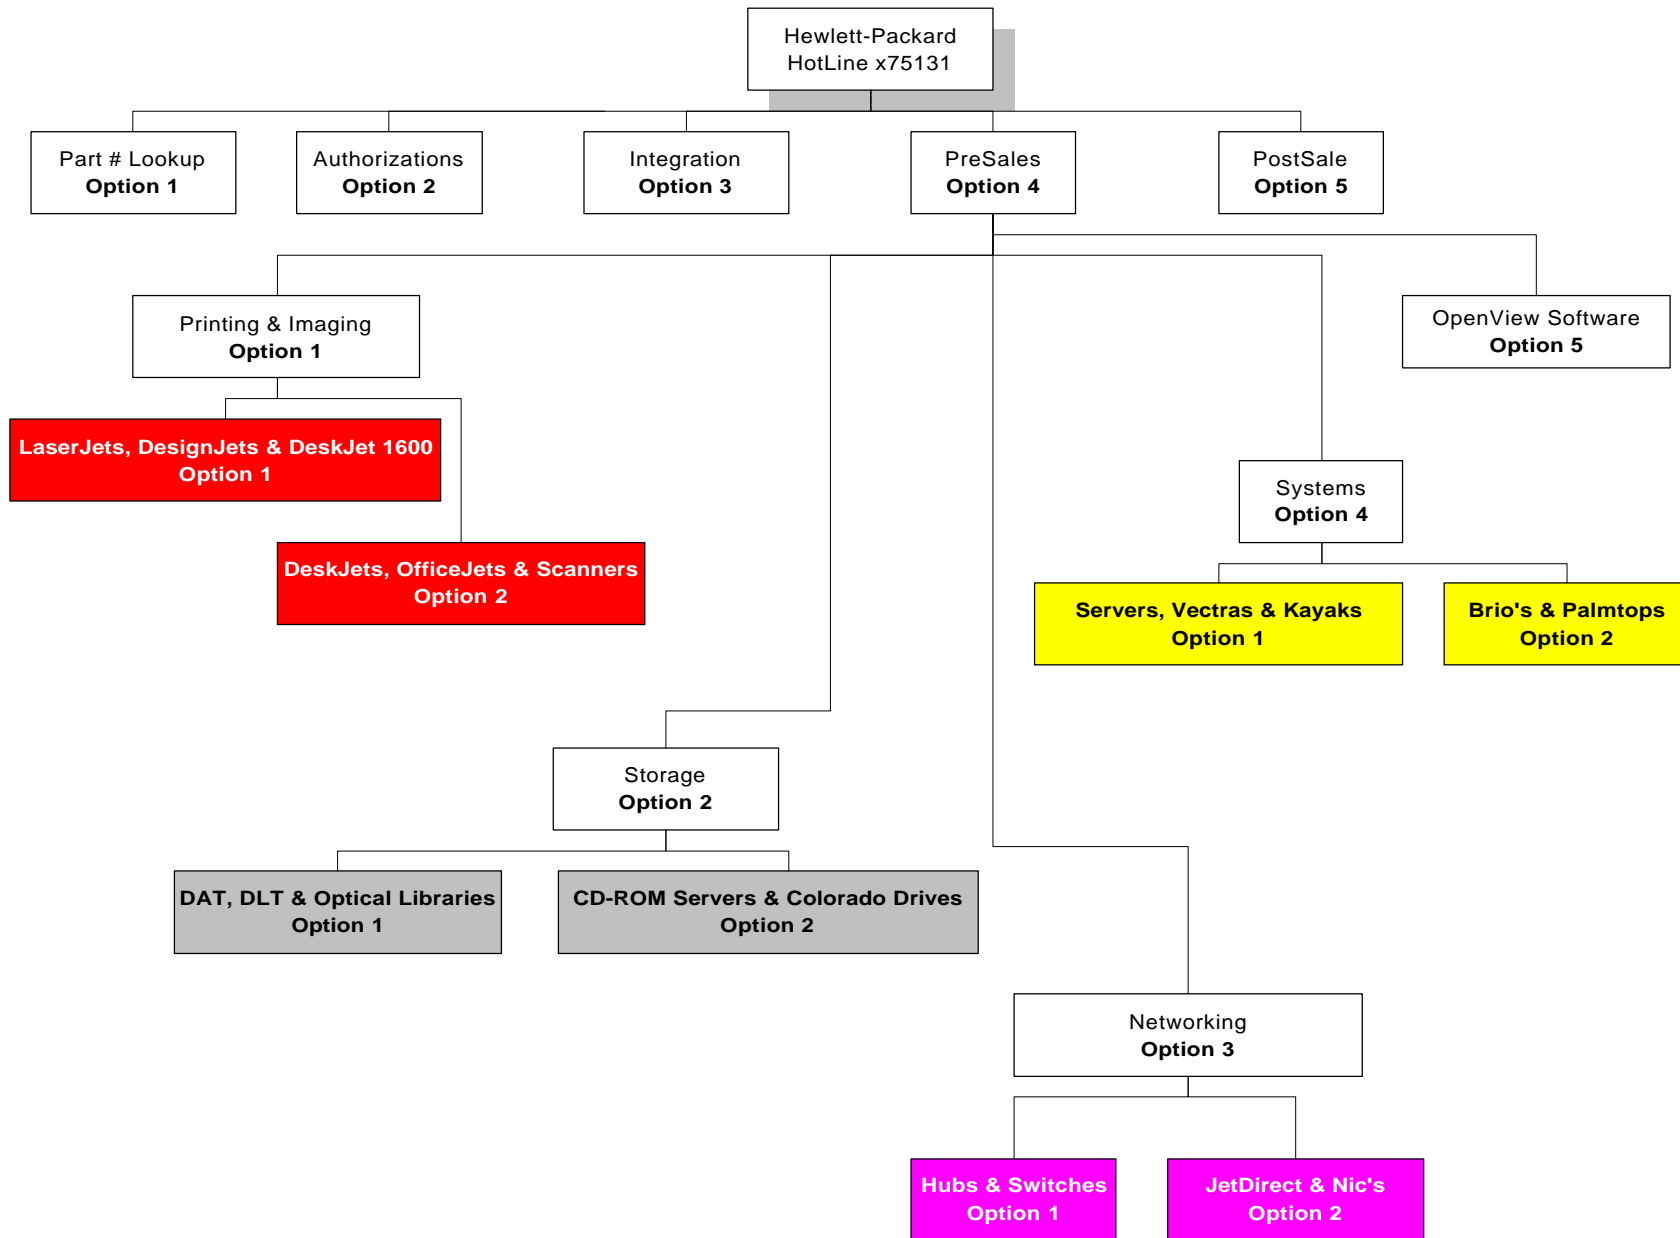 Hewlett-Packard
HotLine x75131
Part # Lookup
Option 1
Authorizations
Option 2
Integration
Option 3
PreSales
Option 4
PostSale
Option 5
Printing & Imaging
Option 1
OpenView Software
Option 5
LaserJets, DesignJets & DeskJet 1600
Option 1
Systems
Option 4
DeskJets, OfficeJets & Scanners
Option 2
Servers, Vectras & Kayaks
Option 1
Brio's & Palmtops
Option 2
Storage
Option 2
DAT, DLT & Optical Libraries
Option 1
CD-ROM Servers & Colorado Drives
Option 2
Networking
Option 3
Hubs & Switches
Option 1
JetDirect & Nic's
Option 2